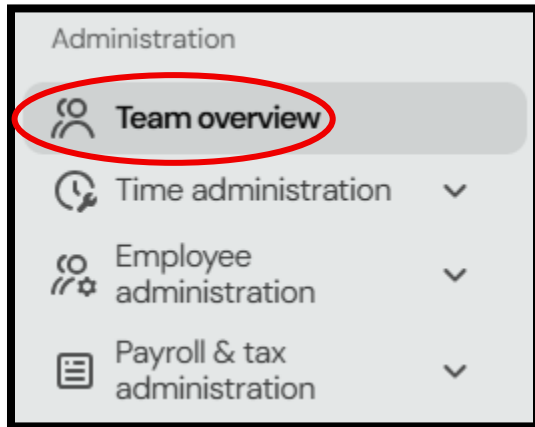 Administration
Team overview
Time administration
Employee
administration
Payroll & tax
administration